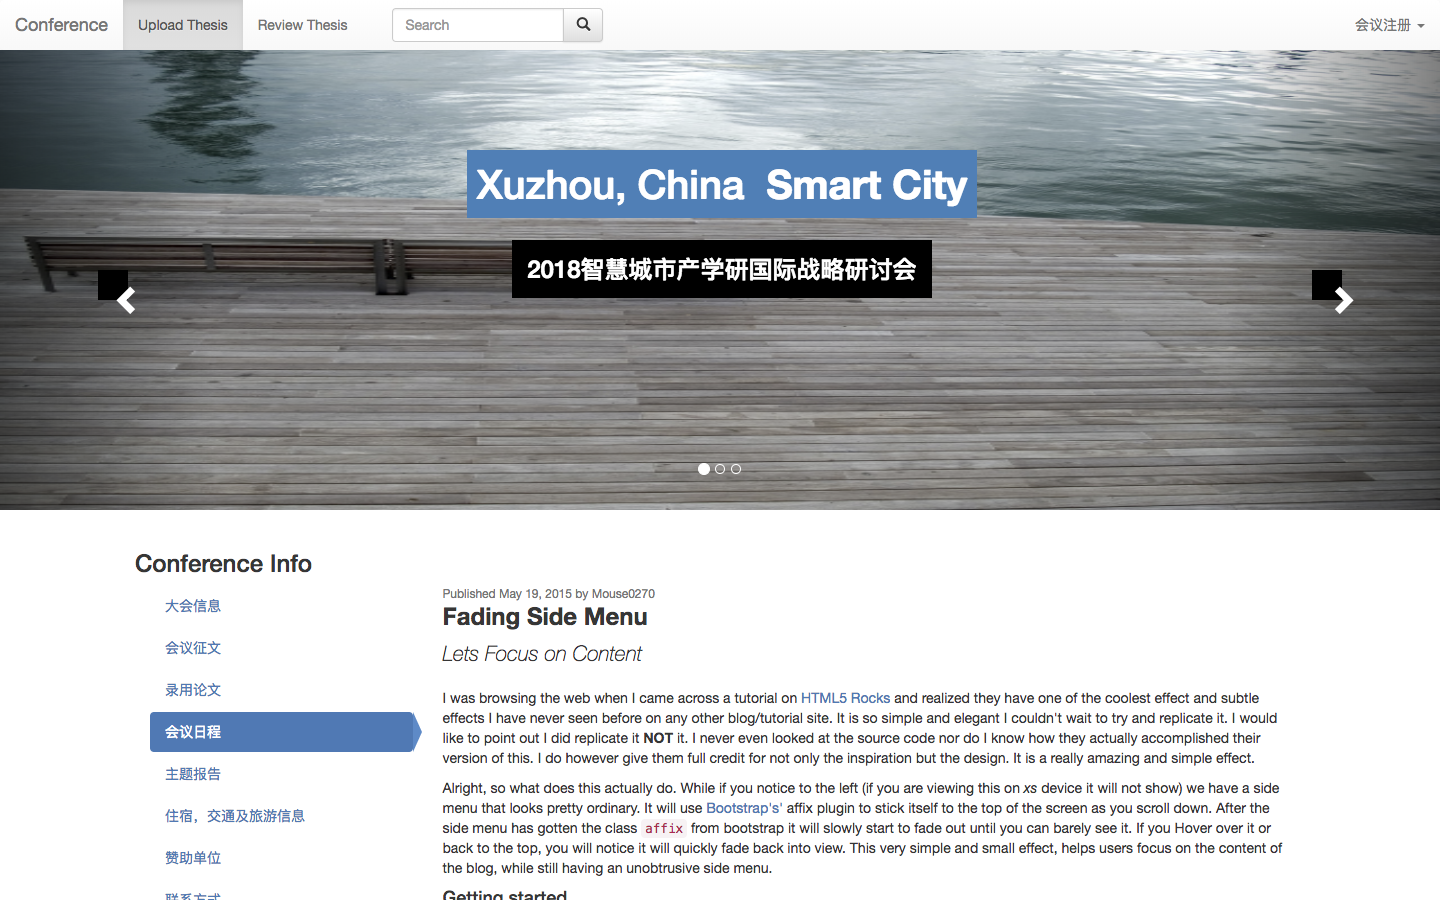 Conference
Upload Thesis
Review Thesis
Search
会议注册
Xuzhou, China Smart City
2018智慧城市产学研国际战略研讨会
Conference Info
大会信息
会议征文
录用论文
会议日程
主题报告
住宿，交通及旅游信息
赞助单位
联系方式
Published May 19, 2015 by Mouse0270
Fading Side Menu
Lets Focus on Content
I was browsing the web when I came across a tutorial on HTML5 Rocks and realized they have one of the coolest effect and subtle
effects I have never seen before on any other blog/tutorial site. It is so simple and elegant I couldn't wait to try and replicate it. I would
like to point out I did replicate it NOT it. I never even looked at the source code nor do I know how they actually accomplished their
version of this. I do however give them full credit for not only the inspiration but the design. It is a really amazing and simple effect.
Alright, so what does this actually do. While if you notice to the left (if you are viewing this on xs device it will not show) we have a side
menu that looks pretty ordinary. It will use Bootstrap's' affix plugin to stick itself to the top of the screen as you scroll down. After the
side menu has gotten the class affix from bootstrap it will slowly start to fade out until you can barely see it. If you Hover over it or
back to the top, you will notice it will quickly fade back into view. This very simple and small effect, helps users focus on the content of
the blog, while still having an unobtrusive side menu.
Getting started